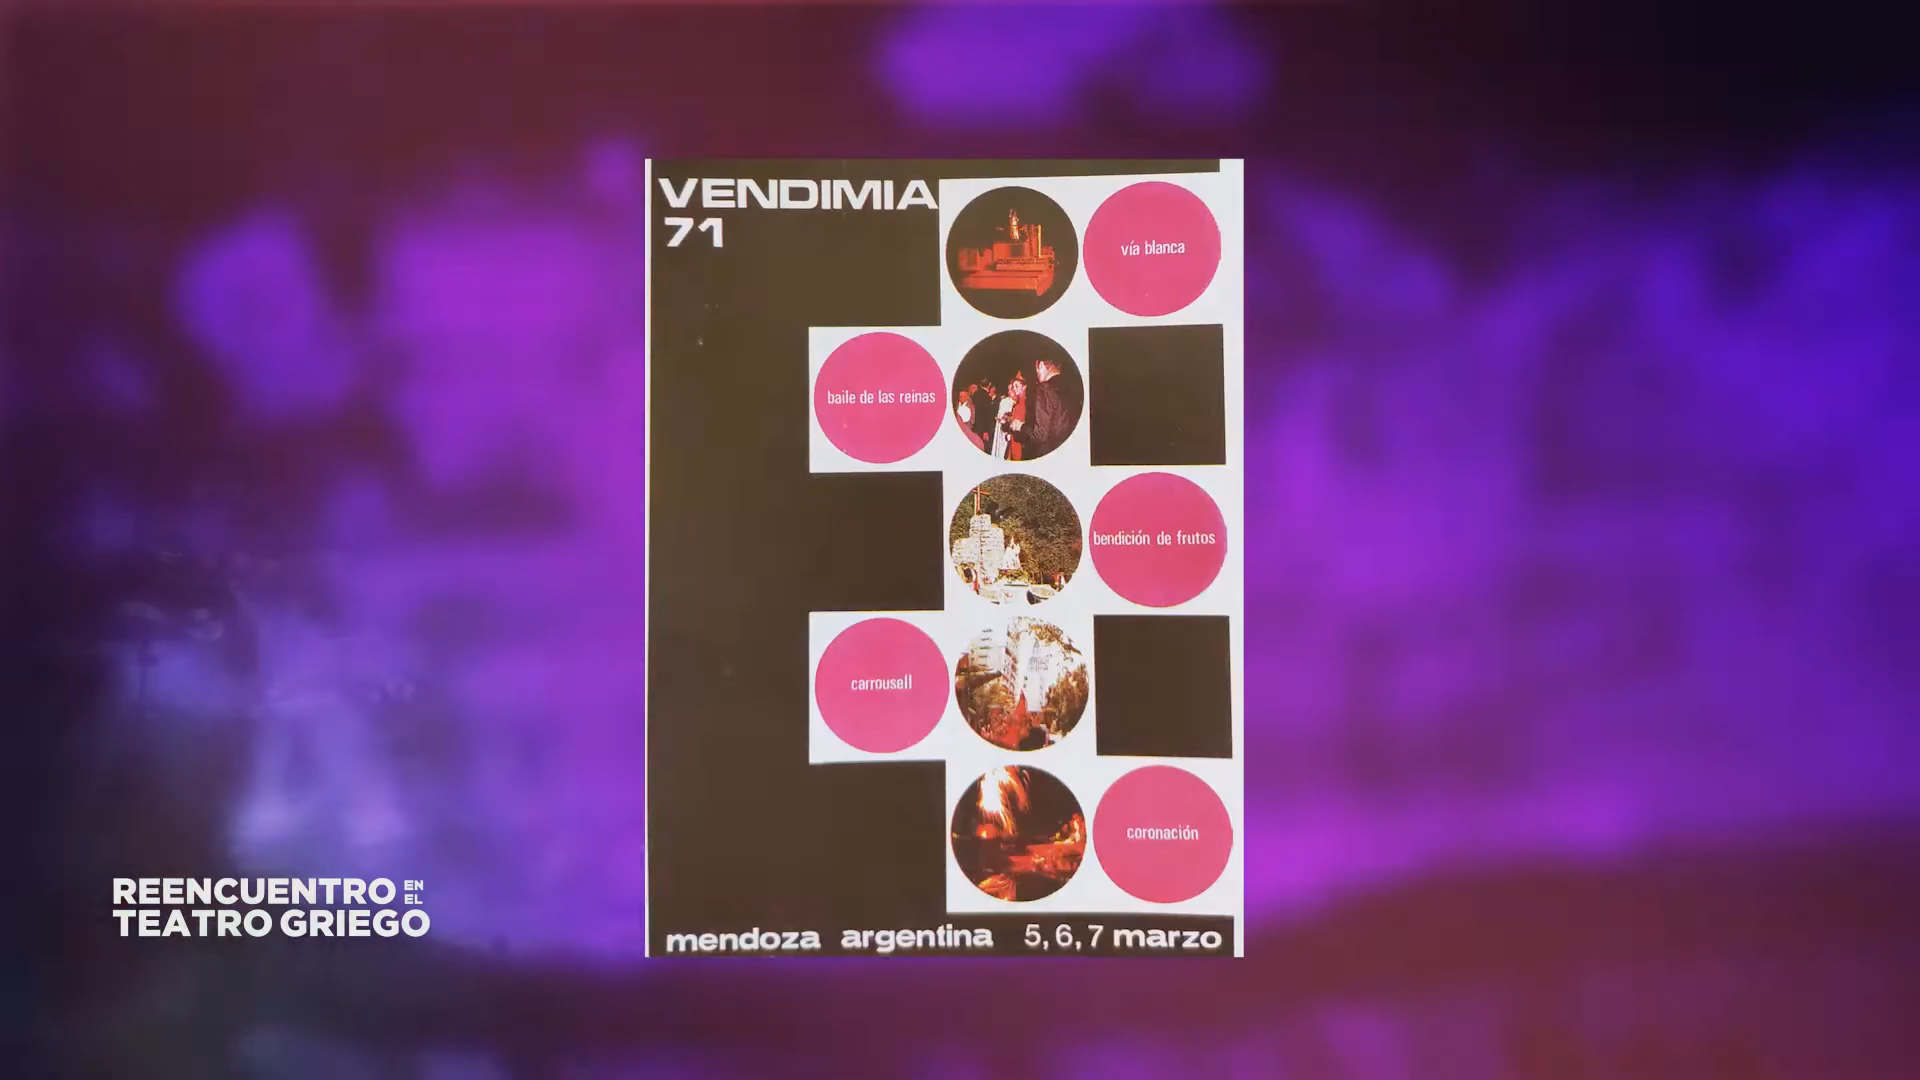 VENDIMIA
71
vía blanca
baile de las reinas
bendición de frutos
carrousell
coronación
mendoza argentina 5, 6, 7 marzo
REENCUENTRO EN EL
TEATRO GRIEGO